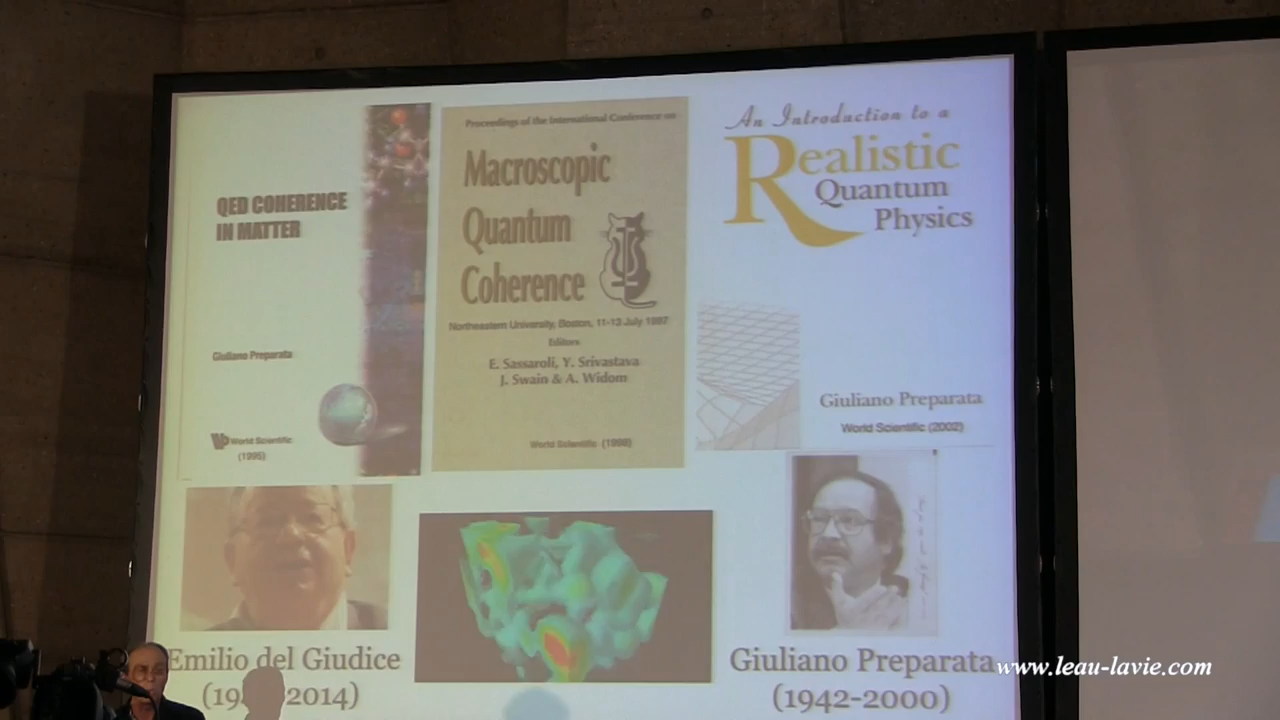 QED COHERENCE
IN MATTER
Giuliano Preparata
World Scientific
(1995)
Proceedings of the International Conference on
Macroscopic
Quantum
Coherence
Northeastern University, Boston, 11-13 July 1997
Editors
E. Sassaroli, Y. Srivastava
J. Swain & A. Widom
World Scientific (1998)
An Introduction to a
Realistic
Quantum
Physics
Giuliano Preparata
World Scientific (2002)
Emilio del Giudice
2014)
Giuliano Preparata
(1942-2000)
www.leau-lavie.com